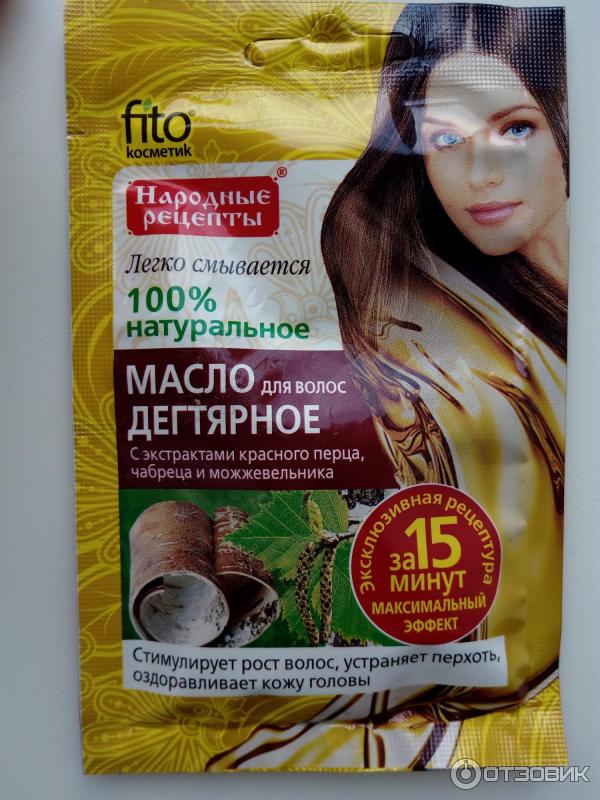 fito
косметик
Народные
рецепты
®
Легко смывается
100%
натуральное
МАСЛО для волос
ДЕГТЯРНОЕ
С экстрактами красного перца,
чабреца и можжевельника
Эксклюзивная рецептура
за 15
минут
МАКСИМАЛЬНЫЙ
ЭФФЕКТ
Стимулирует рост волос, устраняет перхоть,
оздоравливает кожу головы
ОТЗОВИК